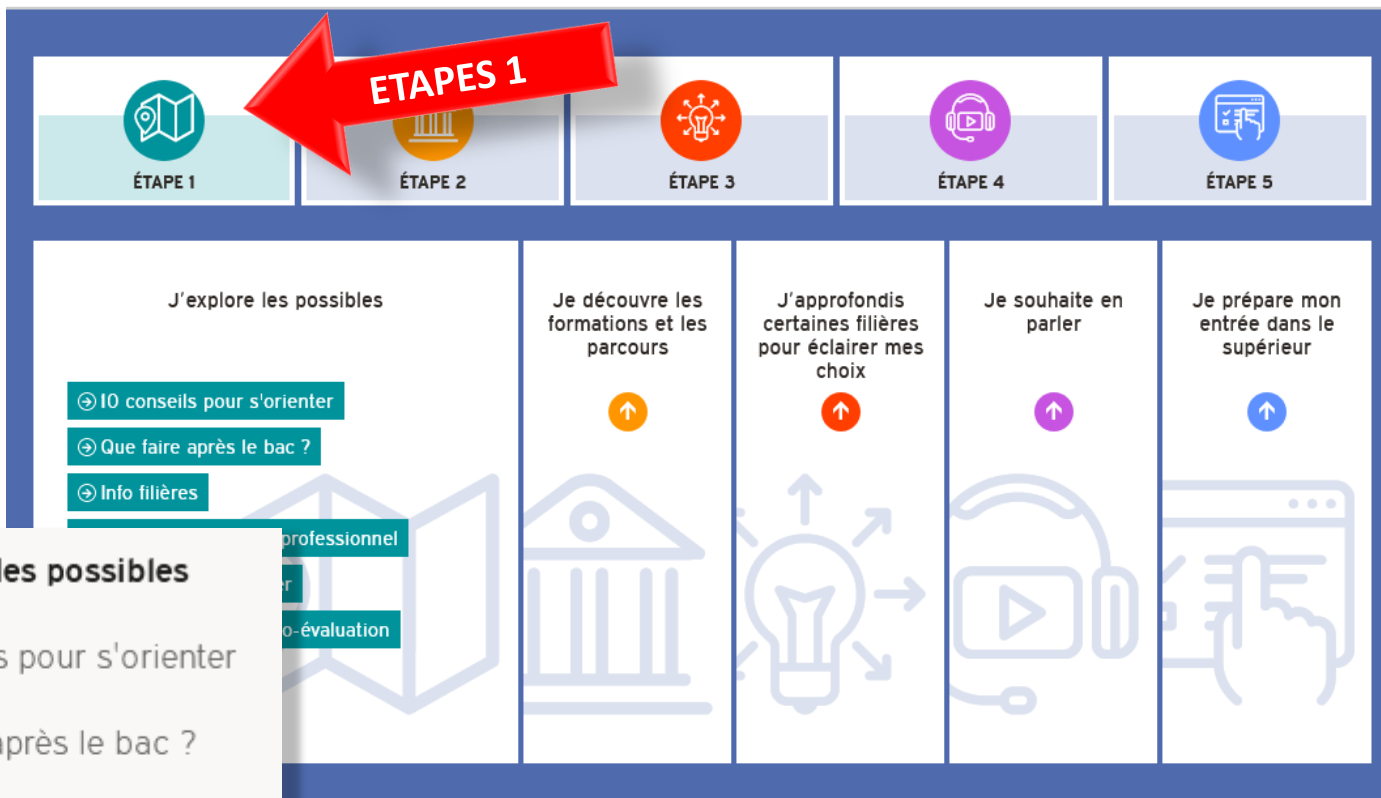 ETAPES 1
ÉTAPE 1
ÉTAPE 2
ÉTAPE 3
ÉTAPE 4
ÉTAPE 5
J'explore les possibles
10 conseils pour s'orienter
Que faire après le bac ?
Info filières
professionnel
o-évaluation
Je découvre les
formations et les
parcours
J'approfondis
certaines filières
pour éclairer mes
choix
Je souhaite en
parler
Je prépare mon
entrée dans le
supérieur
les possibles
s pour s'orienter
après le bac ?